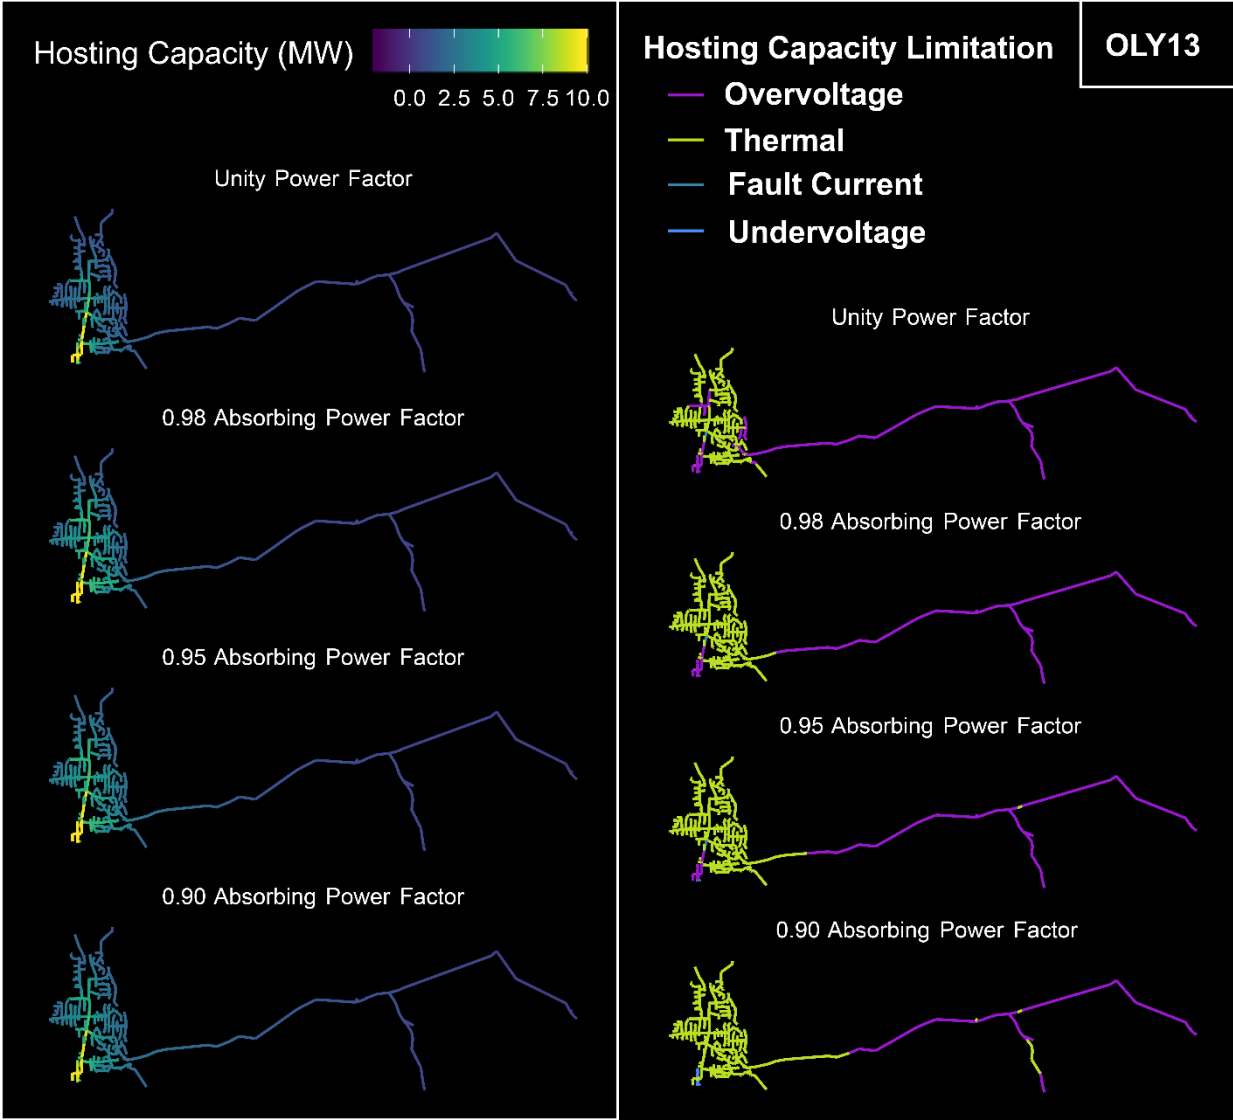 Hosting Capacity (MW)
0.0 2.5 5.0 7.5 10.0
Unity Power Factor
0.98 Absorbing Power Factor
0.95 Absorbing Power Factor
0.90 Absorbing Power Factor
Hosting Capacity Limitation
OLY13
Overvoltage
Thermal
Fault Current
Undervoltage
Unity Power Factor
0.98 Absorbing Power Factor
0.95 Absorbing Power Factor
0.90 Absorbing Power Factor